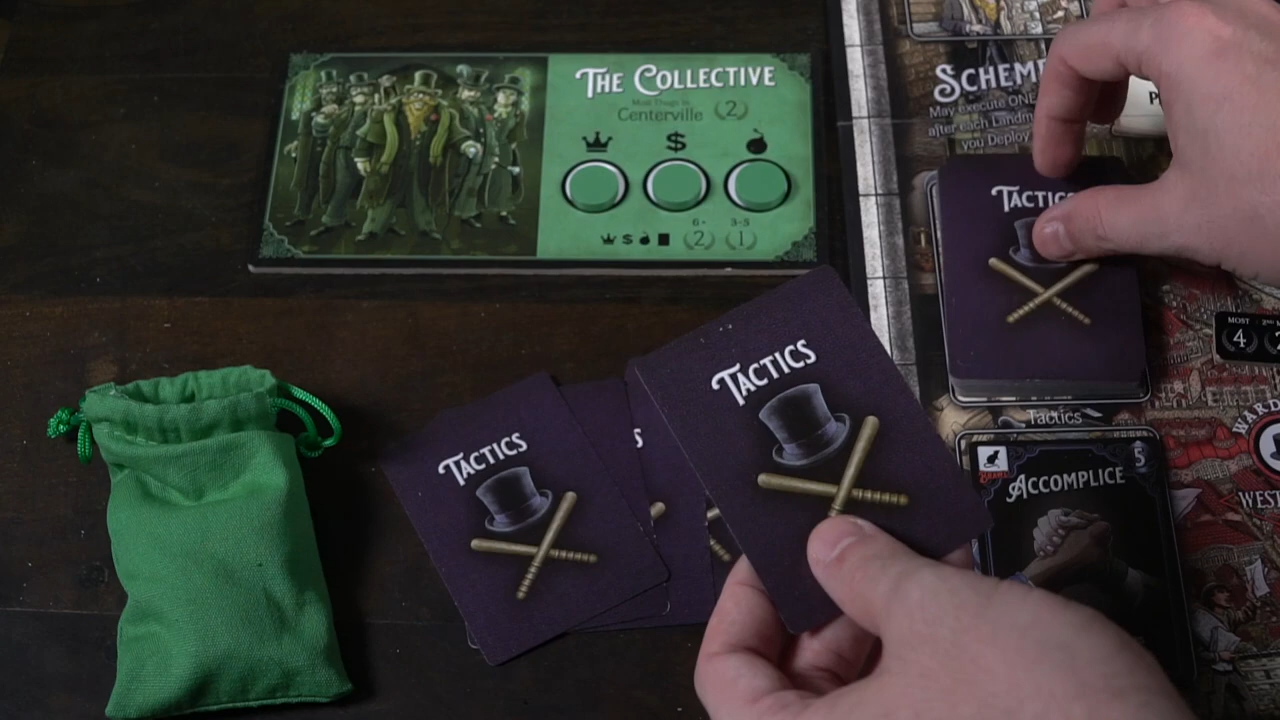 THE COLLECTIVE
Most Thugs in
Centerville 2
$
6+ 3-5
$ 2 1
SCHEME
May execute ONE
after each Landm
you Deploy
TACTICS
Tactics
ACCOMPLICE 5
BRAWL
MOST
4
WARD
WEST
TACTICS
TACTICS
S